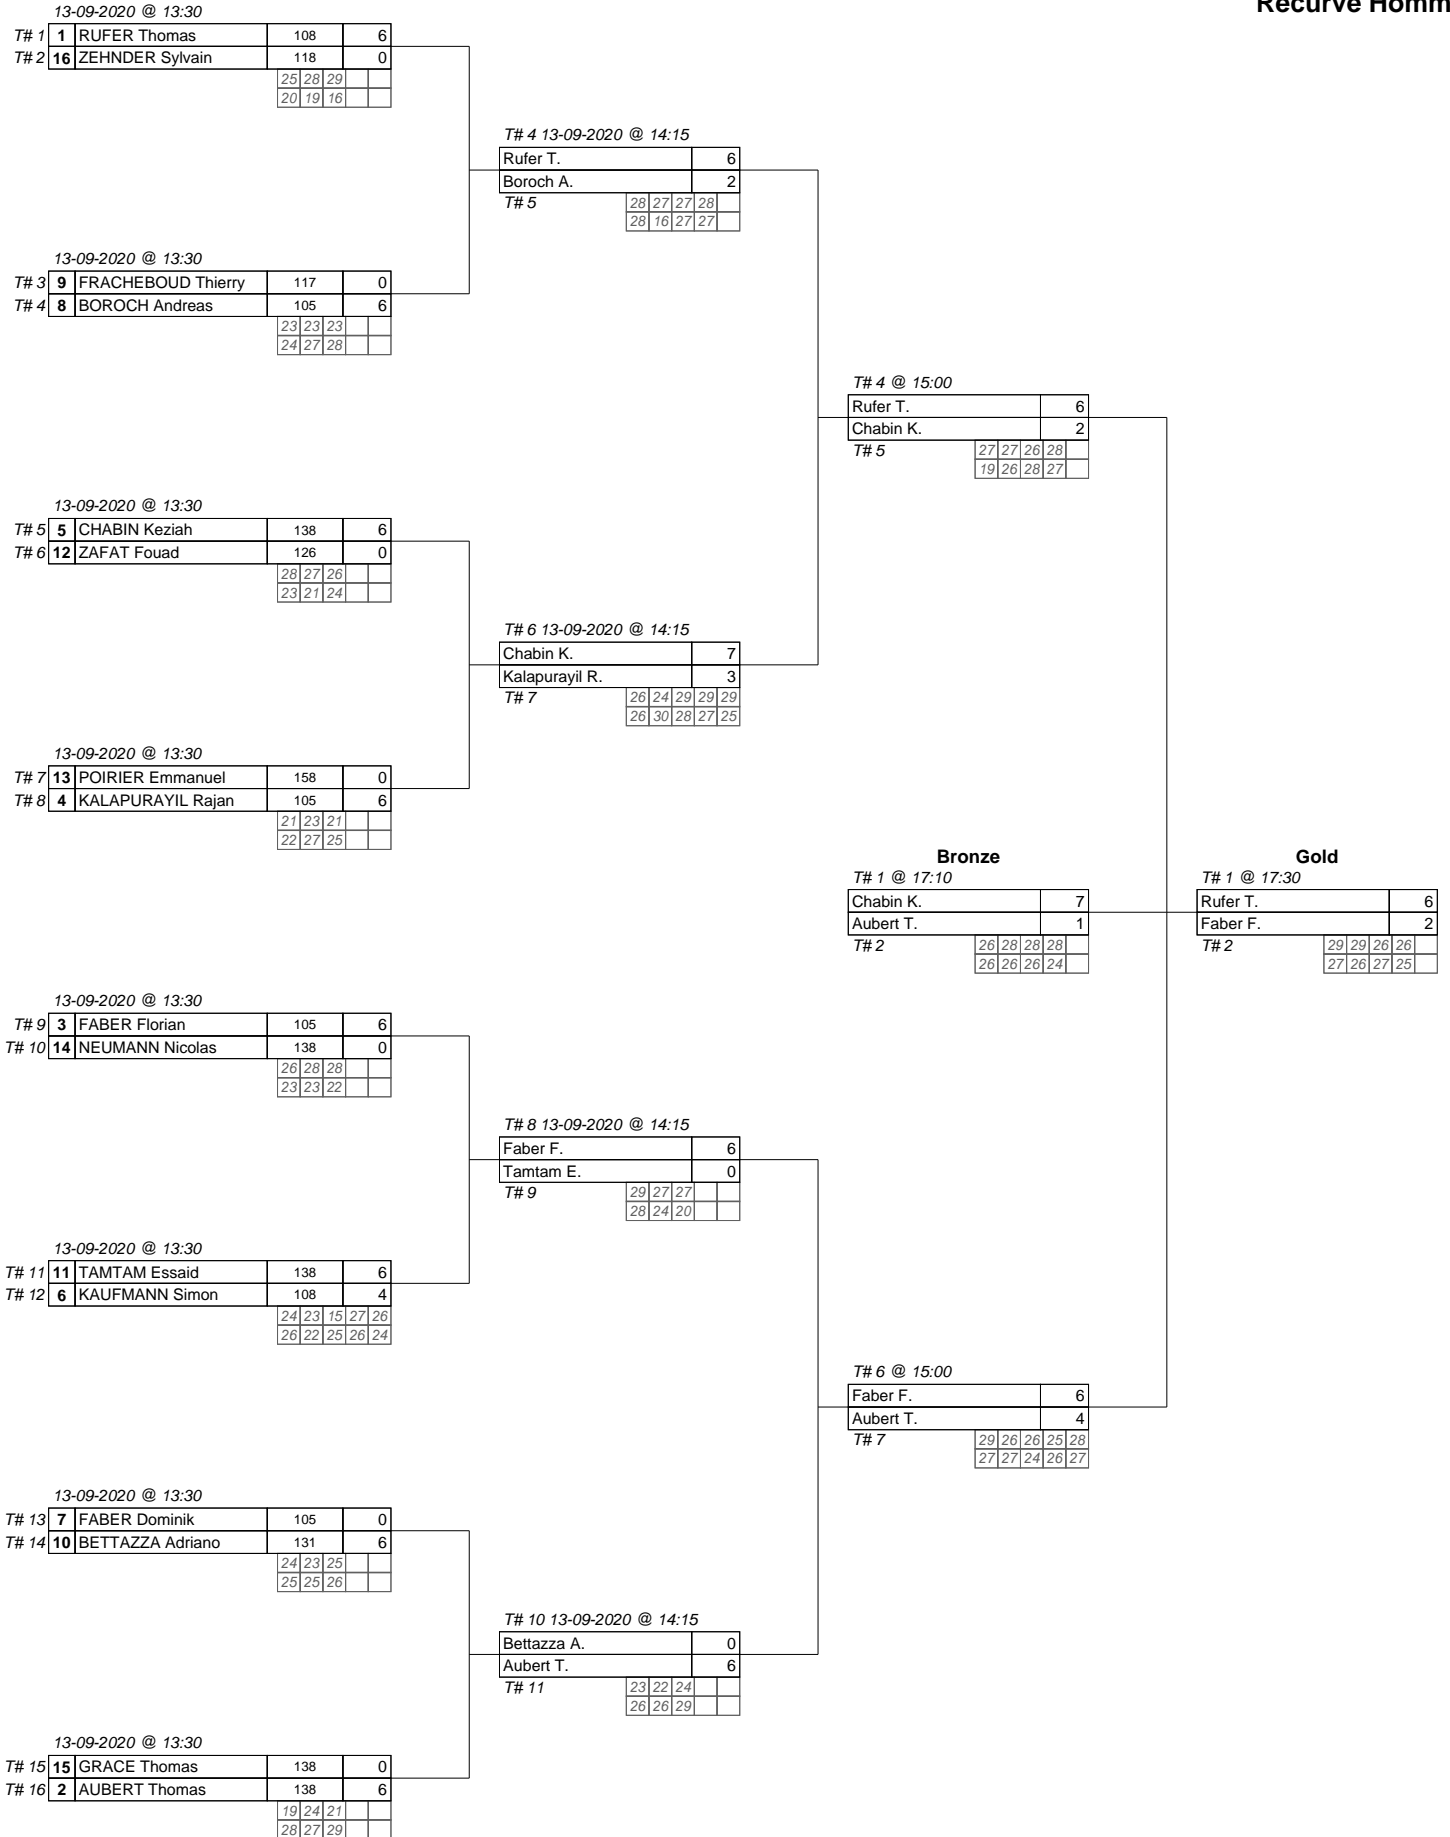 Recurve Homm
13-09-2020 @ 13:30
T# 1 1 RUFER Thomas 108 6
T# 2 16 ZEHNDER Sylvain 118 0
25 28 29
20 19 16
T# 4 13-09-2020 @ 14:15
Rufer T. 6
Boroch A. 2
T# 5 28 27 27 28
28 16 27 27
13-09-2020 @ 13:30
T# 3 9 FRACHEBOUD Thierry 117 0
T# 4 8 BOROCH Andreas 105 6
23 23 23
24 27 28
T# 4 @ 15:00
Rufer T. 6
Chabin K. 2
T# 5 27 27 26 28
19 26 28 27
13-09-2020 @ 13:30
T# 5 5 CHABIN Keziah 138 6
T# 6 12 ZAFAT Fouad 126 0
28 27 26
23 21 24
T# 6 13-09-2020 @ 14:15
Chabin K. 7
Kalapurayil R. 3
T# 7 26 24 29 29 29
26 30 28 27 25
13-09-2020 @ 13:30
T# 7 13 POIRIER Emmanuel 158 0
T# 8 4 KALAPURAYIL Rajan 105 6
21 23 21
22 27 25
Bronze
T# 1 @ 17:10
Chabin K. 7
Aubert T. 1
T# 2 26 28 28 28
26 26 26 24
Gold
T# 1 @ 17:30
Rufer T. 6
Faber F. 2
T# 2 29 29 26 26
27 26 27 25
13-09-2020 @ 13:30
T# 9 3 FABER Florian 105 6
T# 10 14 NEUMANN Nicolas 138 0
26 28 28
23 23 22
T# 8 13-09-2020 @ 14:15
Faber F. 6
Tamtam E. 0
T# 9 29 27 27
28 24 20
13-09-2020 @ 13:30
T# 11 11 TAMTAM Essaid 138 6
T# 12 6 KAUFMANN Simon 108 4
24 23 15 27 26
26 22 25 26 24
T# 6 @ 15:00
Faber F. 6
Aubert T. 4
T# 7 29 26 26 25 28
27 27 24 26 27
13-09-2020 @ 13:30
T# 13 7 FABER Dominik 105 0
T# 14 10 BETTAZZA Adriano 131 6
24 23 25
25 25 26
T# 10 13-09-2020 @ 14:15
Bettazza A. 0
Aubert T. 6
T# 11 23 22 24
26 26 29
13-09-2020 @ 13:30
T# 15 15 GRACE Thomas 138 0
T# 16 2 AUBERT Thomas 138 6
19 24 21
28 27 29